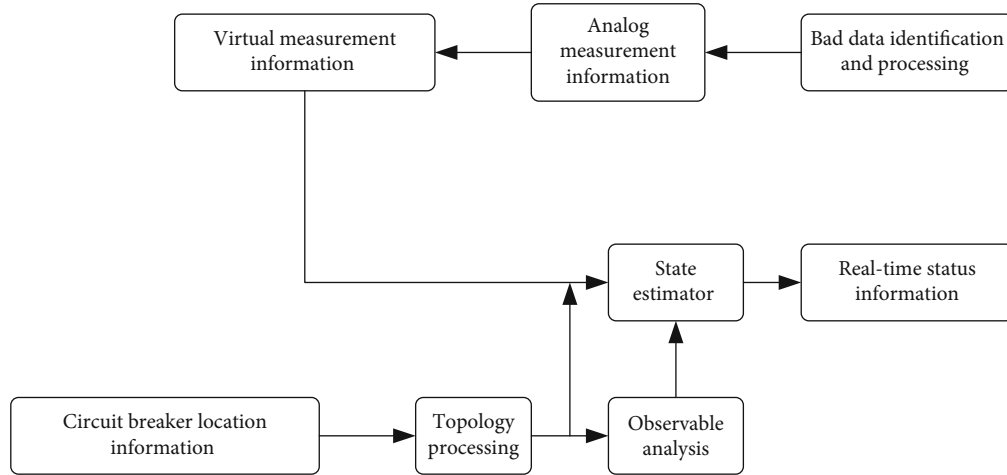 Virtual measurement
information
Analog
measurement
information
Bad data identification
and processing
State
estimator
Real-time status
information
Circuit breaker location
information
Topology
processing
Observable
analysis